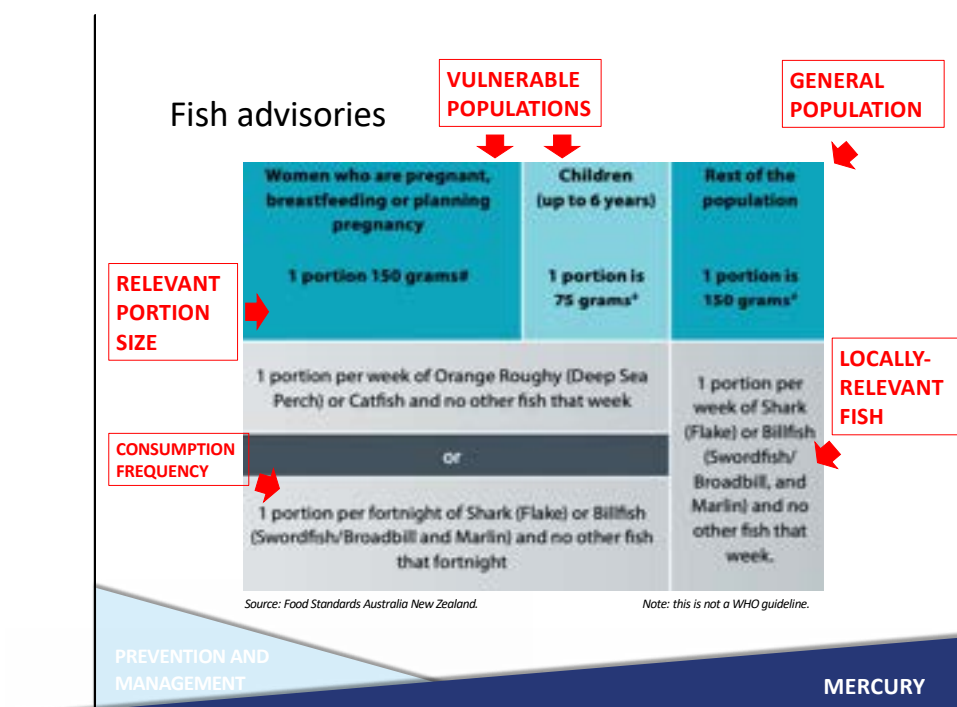 Fish advisories
VULNERABLE
POPULATIONS
GENERAL
POPULATION
Women who are pregnant,
breastfeeding or planning
pregnancy
1 portion 150 grams#
Children
(up to 6 years)
1 portion is
75 grams*
Rest of the
population
1 portion is
150 grams*
RELEVANT
PORTION
SIZE
1 portion per week of Orange Roughy (Deep Sea
Perch) or Catfish and no other fish that week
or
1 portion per fortnight of Shark (Flake) or Billfish
(Swordfish/Broadbill and Marlin) and no other fish
that fortnight
1 portion per
week of Shark
(Flake) or Billfish
(Swordfish/
Broadbill, and
Marlin) and no
other fish that
week.
LOCALLY-
RELEVANT
FISH
CONSUMPTION
FREQUENCY
Source: Food Standards Australia New Zealand.
Note: this is not a WHO guideline.
PREVENTION AND
MANAGEMENT
MERCURY